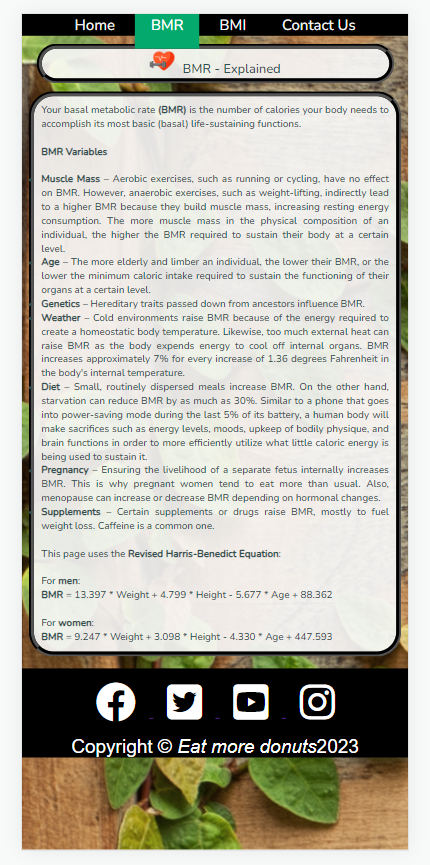 Home BMR BMI Contact Us
BMR - Explained
Your basal metabolic rate (BMR) is the number of calories your body needs to
accomplish its most basic (basal) life-sustaining functions.
BMR Variables
Muscle Mass – Aerobic exercises, such as running or cycling, have no effect
on BMR. However, anaerobic exercises, such as weight-lifting, indirectly lead
to a higher BMR because they build muscle mass, increasing resting energy
consumption. The more muscle mass in the physical composition of an
individual, the higher the BMR required to sustain their body at a certain
level.
Age – The more elderly and limber an individual, the lower their BMR, or the
lower the minimum caloric intake required to sustain the functioning of their
organs at a certain level.
Genetics – Hereditary traits passed down from ancestors influence BMR.
Weather – Cold environments raise BMR because of the energy required to
create a homeostatic body temperature. Likewise, too much external heat can
raise BMR as the body expends energy to cool off internal organs. BMR
increases approximately 7% for every increase of 1.36 degrees Fahrenheit in
the body's internal temperature.
Diet – Small, routinely dispersed meals increase BMR. On the other hand,
starvation can reduce BMR by as much as 30%. Similar to a phone that goes
into power-saving mode during the last 5% of its battery, a human body will
make sacrifices such as energy levels, moods, upkeep of bodily physique, and
brain functions in order to more efficiently utilize what little caloric energy is
being used to sustain it.
Pregnancy – Ensuring the livelihood of a separate fetus internally increases
BMR. This is why pregnant women tend to eat more than usual. Also,
menopause can increase or decrease BMR depending on hormonal changes.
Supplements – Certain supplements or drugs raise BMR, mostly to fuel
weight loss. Caffeine is a common one.
This page uses the Revised Harris-Benedict Equation:
For men:
BMR = 13.397 * Weight + 4.799 * Height - 5.677 * Age + 88.362
For women:
BMR = 9.247 * Weight + 3.098 * Height - 4.330 * Age + 447.593
Copyright © Eat more donuts2023